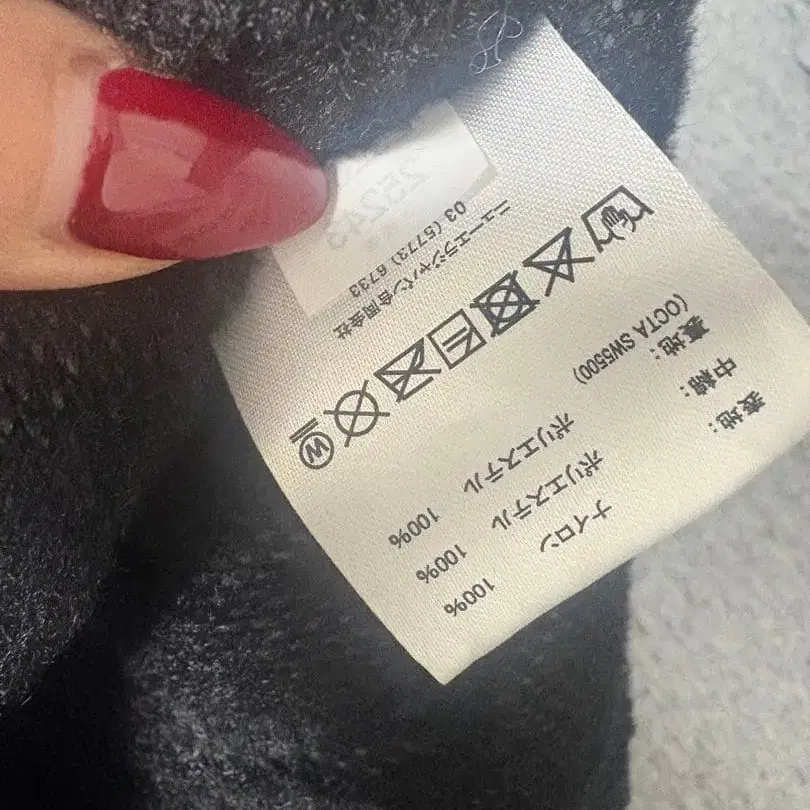 表地: ナイロン 100%
中綿: ポリエステル 100%
裏地: ポリエステル 100%
(OCTA SW5500)
W
ニューエラジャパン合同会社
03 (5773) 6733